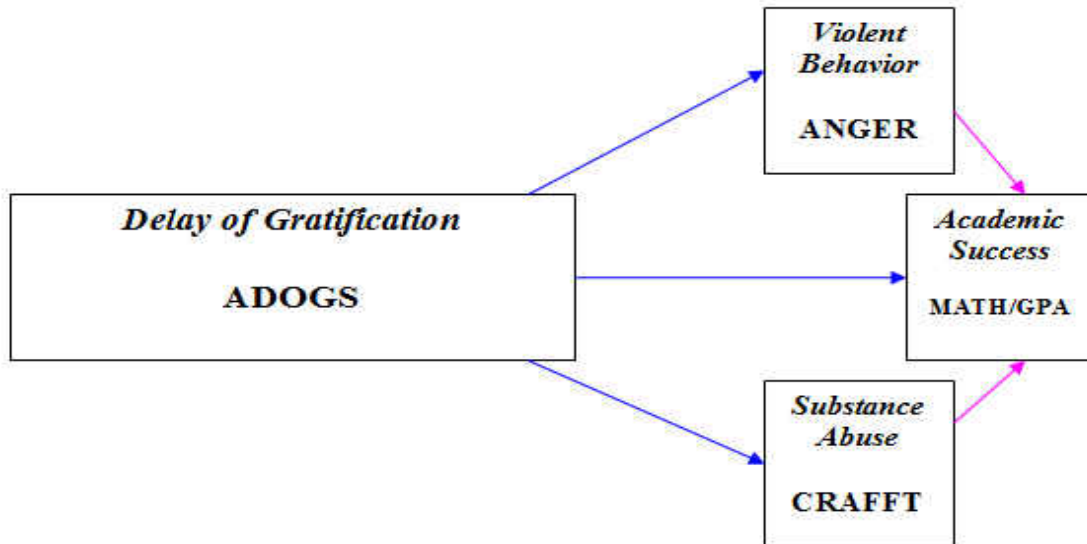 Violent
Behavior
ANGER
Delay of Gratification
ADOGS
Academic
Success
MATH/GPA
Substance
Abuse
CRAFFT